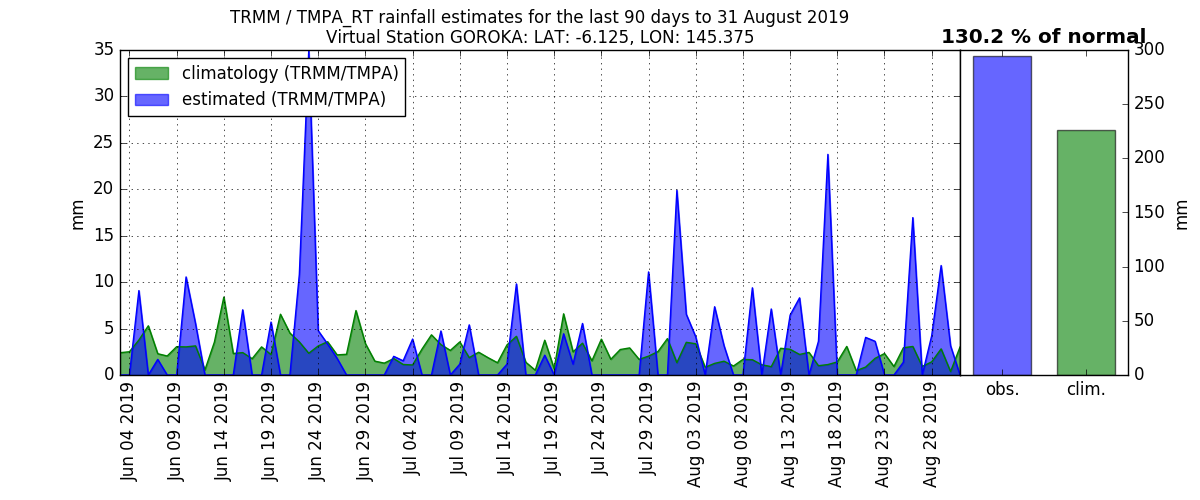 TRMM / TMPA_RT rainfall estimates for the last 90 days to 31 August 2019
Virtual Station GOROKA: LAT: -6.125, LON: 145.375
130.2 % of normal
climatology (TRMM/TMPA)
estimated (TRMM/TMPA)
mm
35
30
25
20
15
10
5
0
Jun 04 2019
Jun 09 2019
Jun 14 2019
Jun 19 2019
Jun 24 2019
Jun 29 2019
Jul 04 2019
Jul 09 2019
Jul 14 2019
Jul 19 2019
Jul 24 2019
Jul 29 2019
Aug 03 2019
Aug 08 2019
Aug 13 2019
Aug 18 2019
Aug 23 2019
Aug 28 2019
300
250
200
150
100
50
0
mm
obs.
clim.